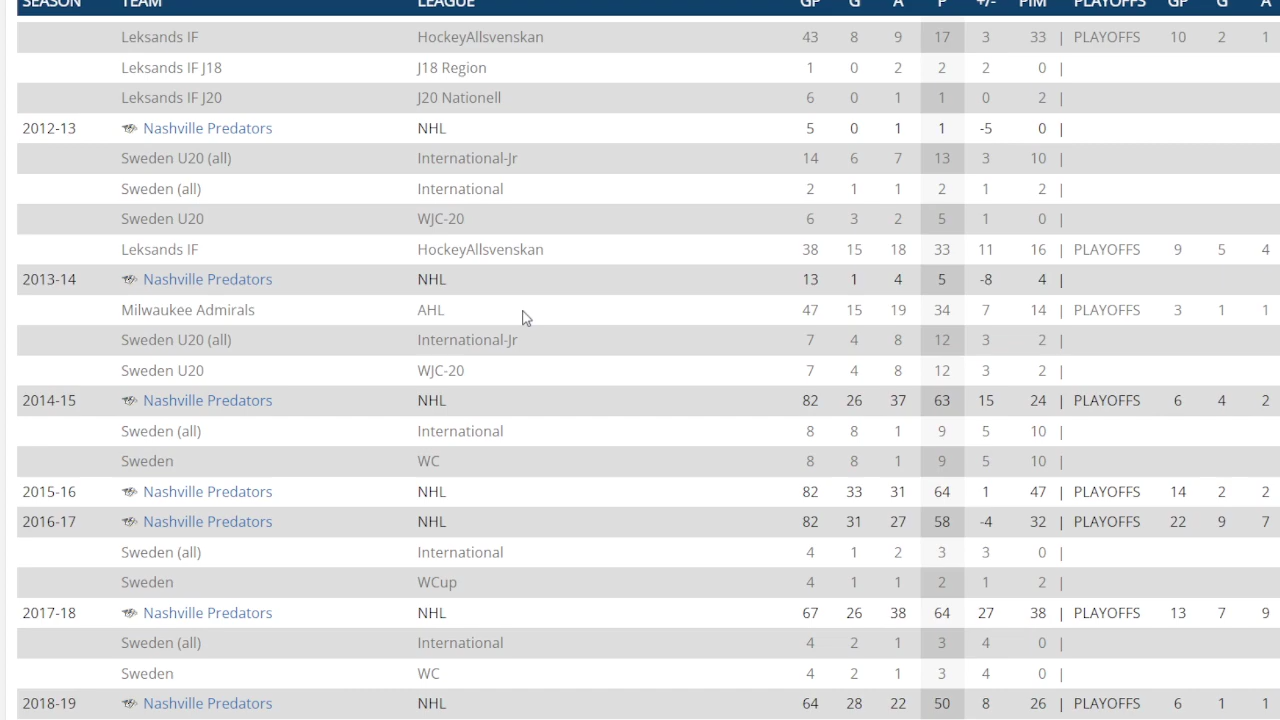 SEASON TEAM LEAGUE GP G A P +/- PIM PLAYOFFS GP G A
Leksands IF HockeyAllsvenskan 43 8 9 17 3 33 | PLAYOFFS 10 2 1
Leksands IF J18 J18 Region 1 0 2 2 2 0 |
Leksands IF J20 J20 Nationell 6 0 1 1 0 2 |
2012-13 Nashville Predators NHL 5 0 1 1 -5 0 |
Sweden U20 (all) International-Jr 14 6 7 13 3 10 |
Sweden (all) International 2 1 1 2 1 2 |
Sweden U20 WJC-20 6 3 2 5 1 0 |
Leksands IF HockeyAllsvenskan 38 15 18 33 11 16 | PLAYOFFS 9 5 4
2013-14 Nashville Predators NHL 13 1 4 5 -8 4 |
Milwaukee Admirals AHL 47 15 19 34 7 14 | PLAYOFFS 3 1 1
Sweden U20 (all) International-Jr 7 4 8 12 3 2 |
Sweden U20 WJC-20 7 4 8 12 3 2 |
2014-15 Nashville Predators NHL 82 26 37 63 15 24 | PLAYOFFS 6 4 2
Sweden (all) International 8 8 1 9 5 10 |
Sweden WC 8 8 1 9 5 10 |
2015-16 Nashville Predators NHL 82 33 31 64 1 47 | PLAYOFFS 14 2 2
2016-17 Nashville Predators NHL 82 31 27 58 -4 32 | PLAYOFFS 22 9 7
Sweden (all) International 4 1 2 3 3 0 |
Sweden WCup 4 1 1 2 1 2 |
2017-18 Nashville Predators NHL 67 26 38 64 27 38 | PLAYOFFS 13 7 9
Sweden (all) International 4 2 1 3 4 0 |
Sweden WC 4 2 1 3 4 0 |
2018-19 Nashville Predators NHL 64 28 22 50 8 26 | PLAYOFFS 6 1 1